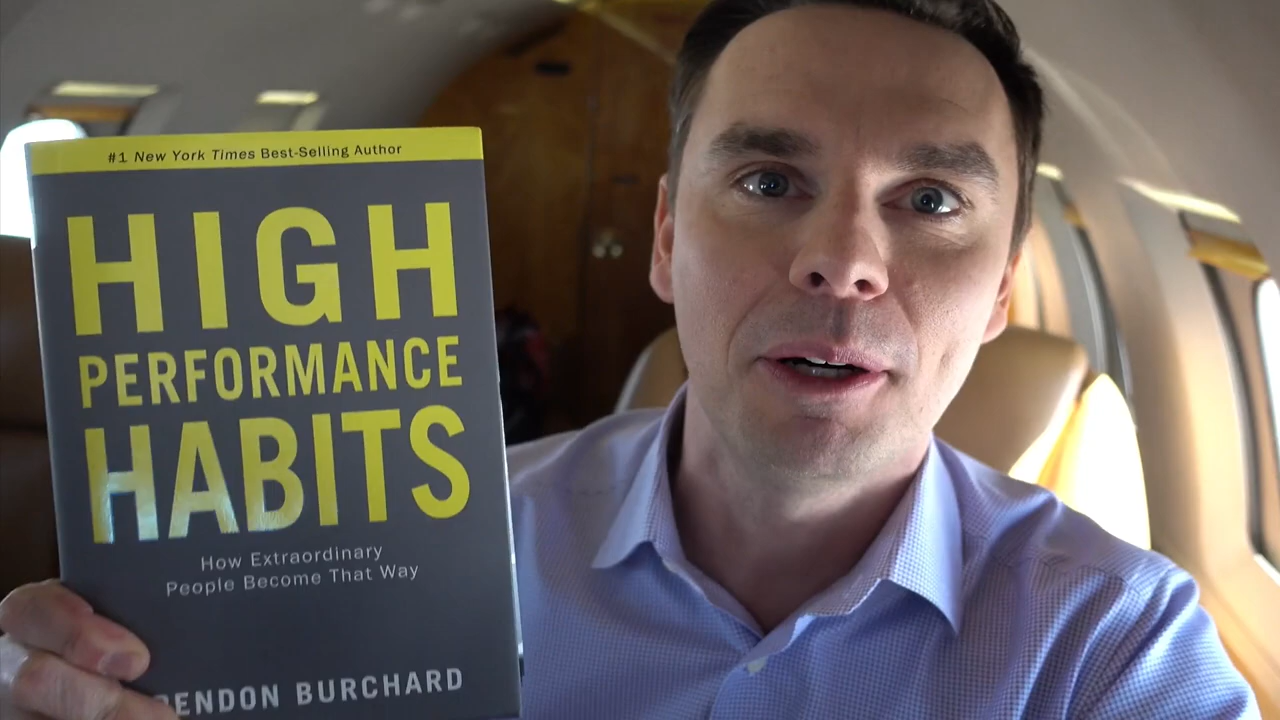 #1 New York Times Best-Selling Author
HIGH
PERFORMANCE
HABITS
How Extraordinary
People Become That Way
BURCHARD